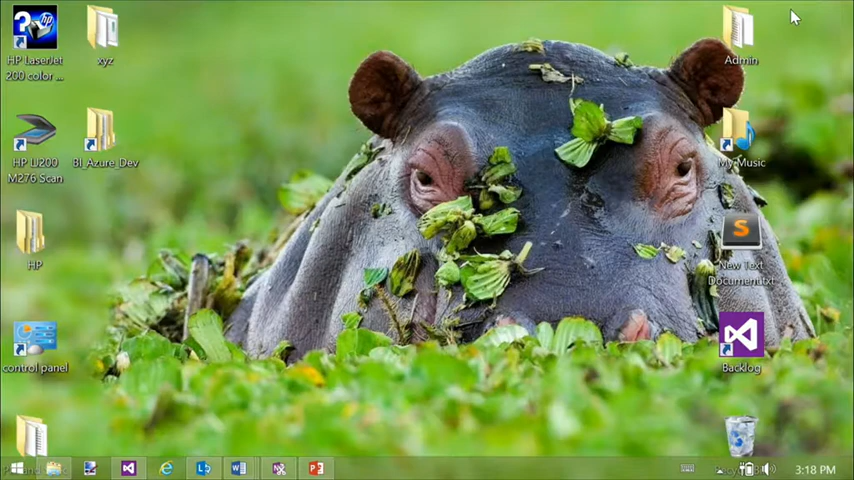 HP LaserJet
200 color ...
xyz
HP LJ200
M276 Scan
BI_Azure_Dev
HP
control panel
Admin
My Music
S
New Text
Document.txt
Backlog
3:18 PM